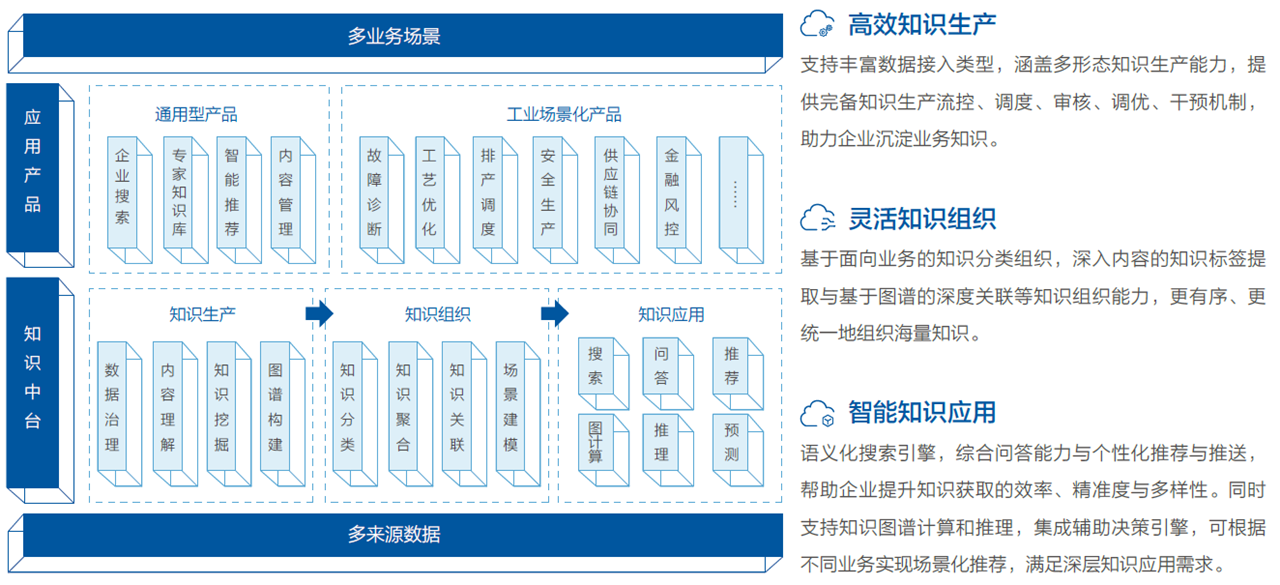 多业务场景
应用产品
通用型产品
企业搜索
专家知识库
智能推荐
内容管理
工业场景化产品
故障诊断
工艺优化
排产调度
安全生产
供应链协同
金融风控
……
知识中台
知识生产
数据治理
内容理解
知识挖掘
图谱构建
知识组织
知识分类
知识聚合
知识关联
场景建模
知识应用
搜索
问答
推荐
图计算
推理
预测
多来源数据
高效知识生产
支持丰富数据接入类型，涵盖多形态知识生产能力，提
供完备知识生产流控、调度、审核、调优、干预机制，
助力企业沉淀业务知识。
灵活知识组织
基于面向业务的知识分类组织，深入内容的知识标签提
取与基于图谱的深度关联等知识组织能力，更有序、更
统一地组织海量知识。
智能知识应用
语义化搜索引擎，综合问答能力与个性化推荐与推送，
帮助企业提升知识获取的效率、精准度与多样性。同时
支持知识图谱计算和推理，集成辅助决策引擎，可根据
不同业务实现场景化推荐，满足深层知识应用需求。